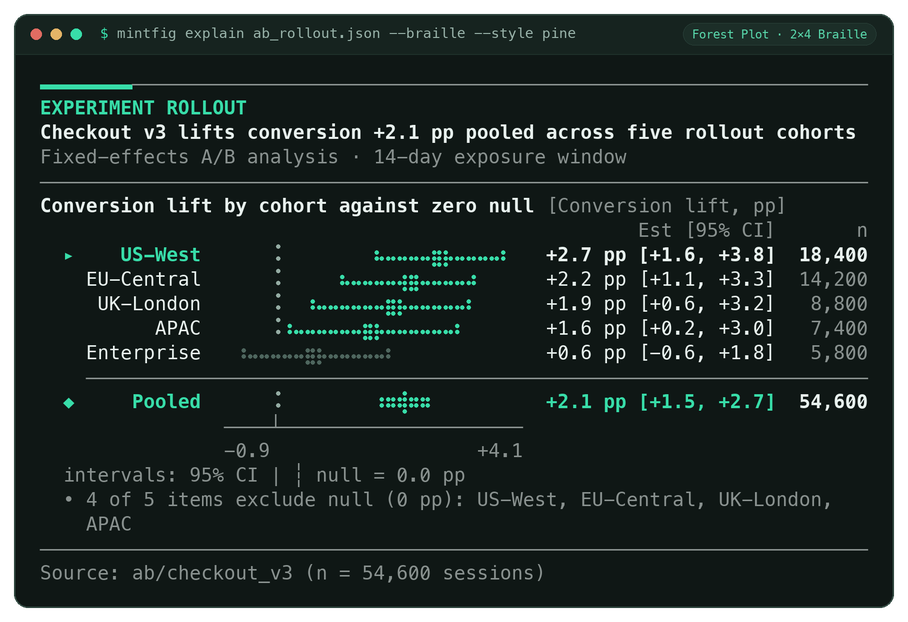 $ mintfig explain ab_rollout.json --braille --style pine
Forest Plot · 2×4 Braille
EXPERIMENT ROLLOUT
Checkout v3 lifts conversion +2.1 pp pooled across five rollout cohorts
Fixed-effects A/B analysis · 14-day exposure window
Conversion lift by cohort against zero null [Conversion lift, pp]
Est [95% CI] n
▸ US-West +2.7 pp [+1.6, +3.8] 18,400
EU-Central +2.2 pp [+1.1, +3.3] 14,200
UK-London +1.9 pp [+0.6, +3.2] 8,800
APAC +1.6 pp [+0.2, +3.0] 7,400
Enterprise +0.6 pp [−0.6, +1.8] 5,800
◆ Pooled +2.1 pp [+1.5, +2.7] 54,600
−0.9 +4.1
intervals: 95% CI | ¦ null = 0.0 pp
• 4 of 5 items exclude null (0 pp): US-West, EU-Central, UK-London,
APAC
Source: ab/checkout_v3 (n = 54,600 sessions)